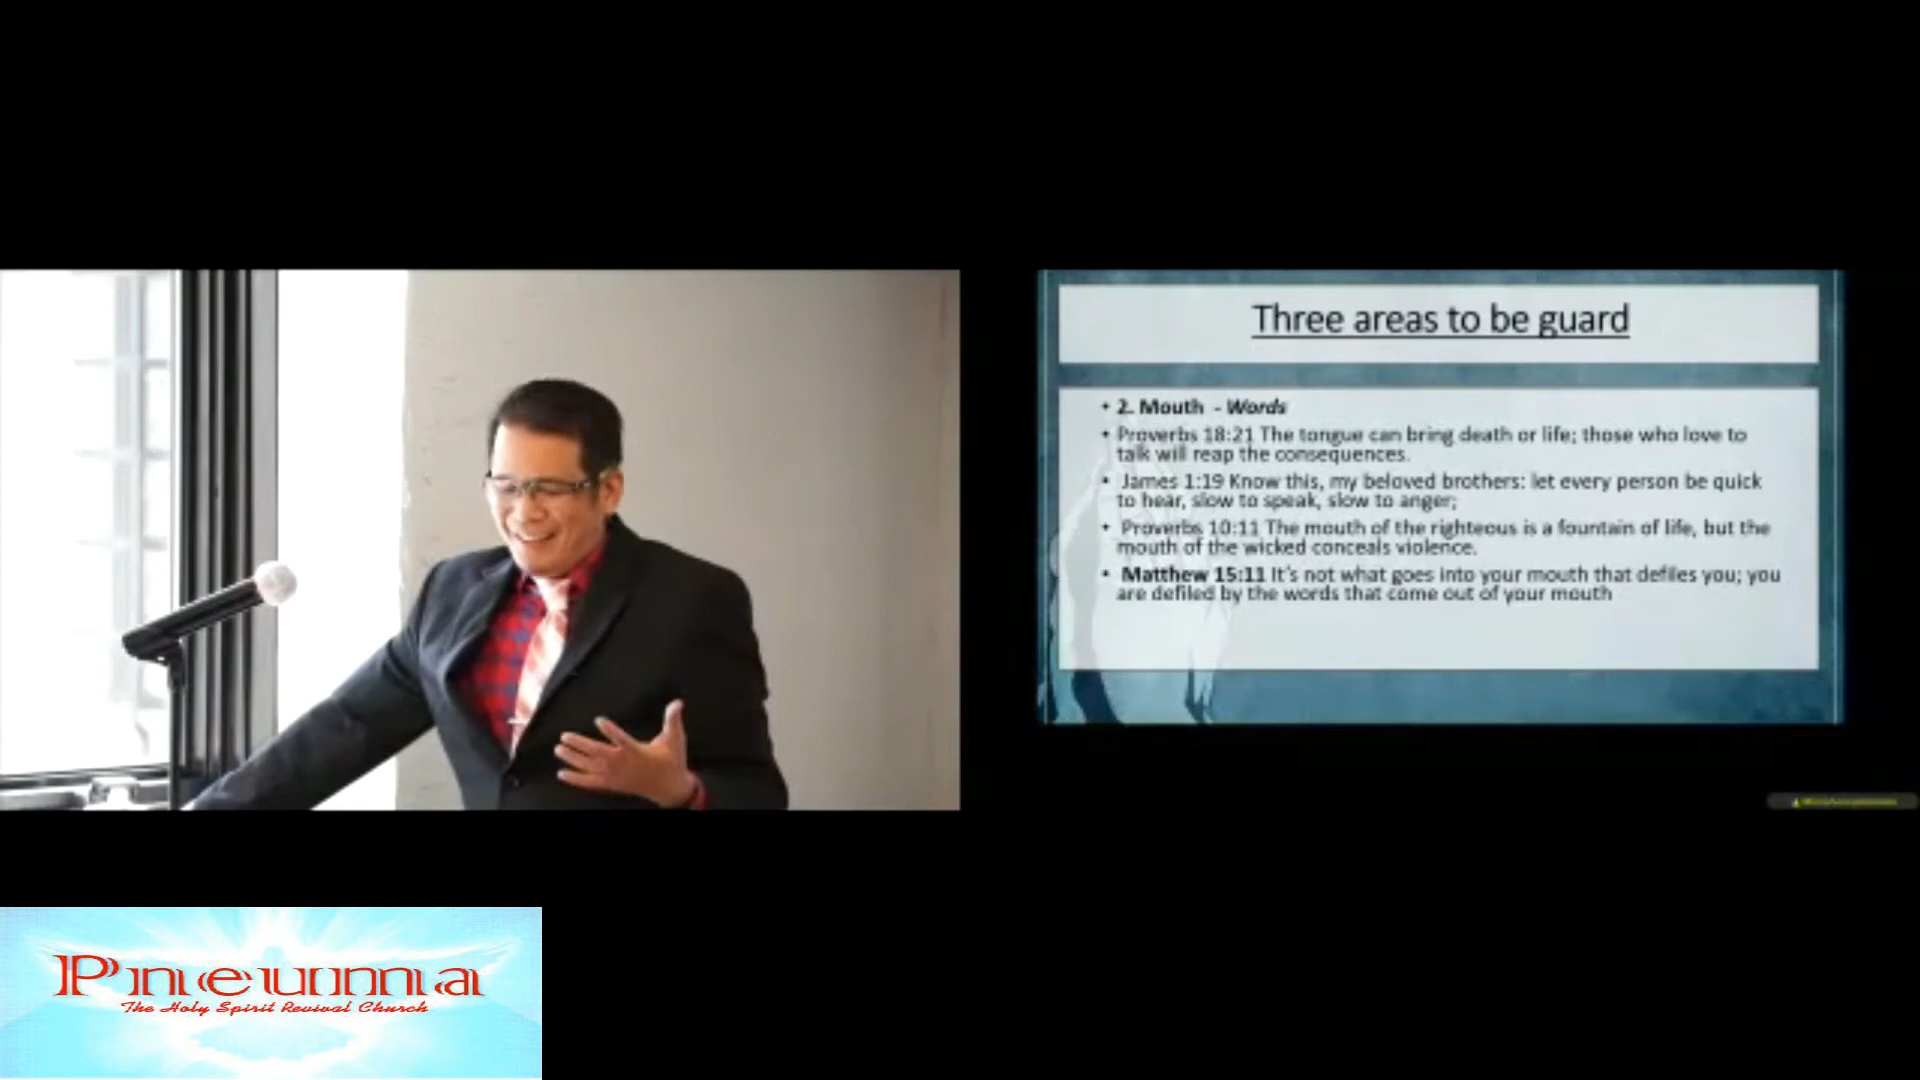 Three areas to be guard
• 2. Mouth - Words
• Proverbs 18:21 The tongue can bring death or life; those who love to
talk will reap the consequences.
• James 1:19 Know this, my beloved brothers: let every person be quick
to hear, slow to speak, slow to anger;
• Proverbs 10:11 The mouth of the righteous is a fountain of life, but the
mouth of the wicked conceals violence.
• Matthew 15:11 It's not what goes into your mouth that defiles you; you
are defiled by the words that come out of your mouth
Pneuma
The Holy Spirit Revival Church